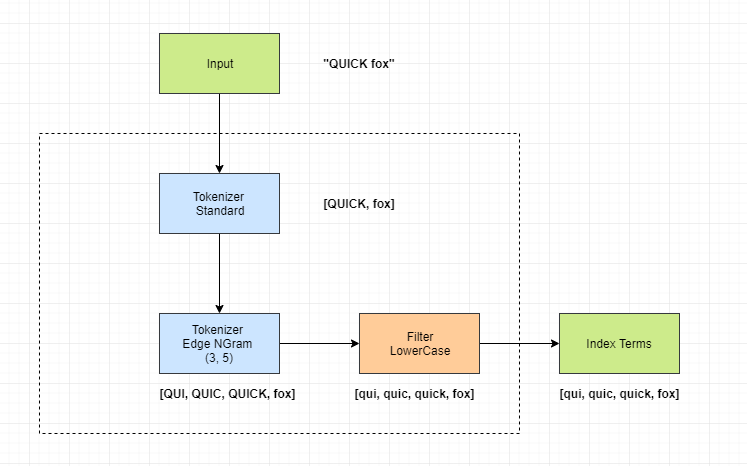 Input
"QUICK fox"
Tokenizer
Standard
[QUICK, fox]
Tokenizer
Edge NGram
(3, 5)
Filter
LowerCase
Index Terms
[QUI, QUIC, QUICK, fox]
[qui, quic, quick, fox]
[qui, quic, quick, fox]